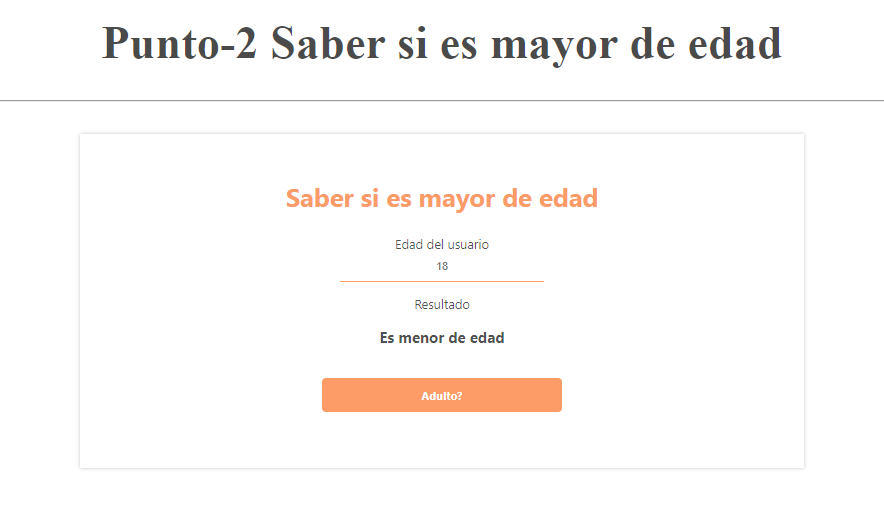 Punto-2 Saber si es mayor de edad
Saber si es mayor de edad
Edad del usuario
18
Resultado
Es menor de edad
Adulto?